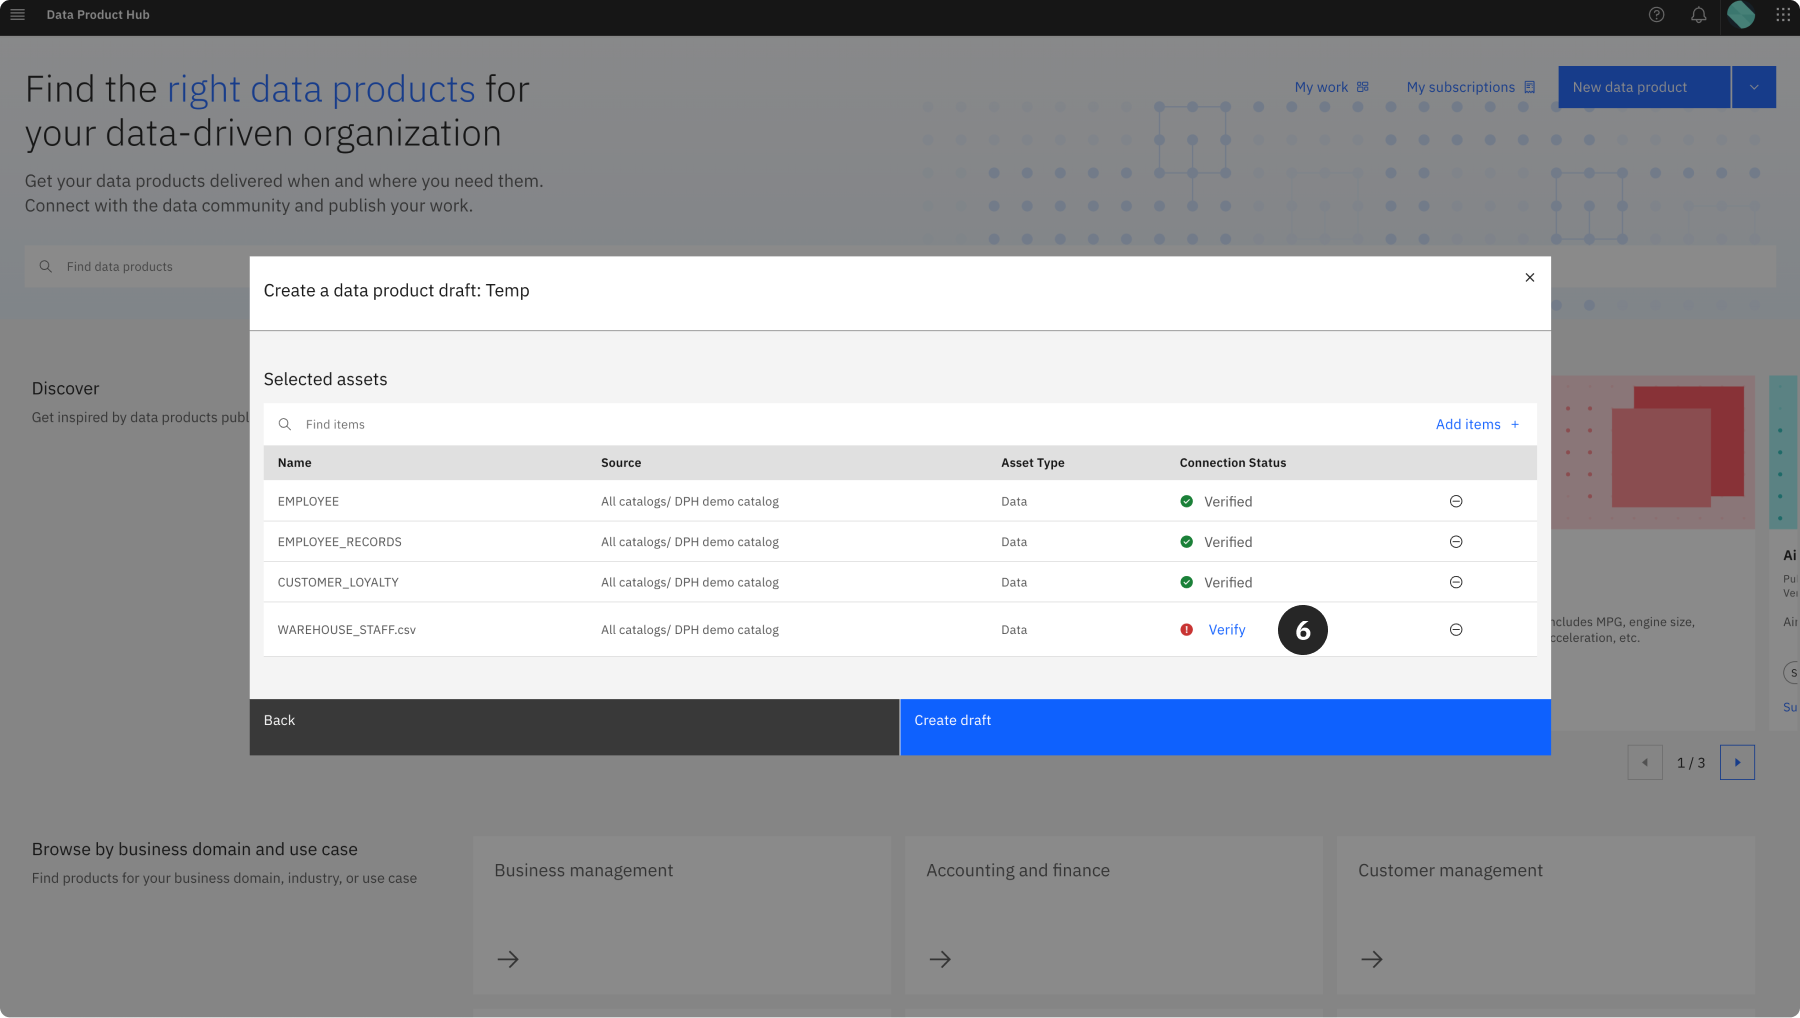 Data Product Hub
Find the right data products for
your data-driven organization
My work
My subscriptions
New data product
Get your data products delivered when and where you need them.
Connect with the data community and publish your work.
Find data products
Create a data product draft: Temp
Selected assets
Find items
Add items +
Name Source Asset Type Connection Status
EMPLOYEE All catalogs/ DPH demo catalog Data Verified
EMPLOYEE_RECORDS All catalogs/ DPH demo catalog Data Verified
CUSTOMER_LOYALTY All catalogs/ DPH demo catalog Data Verified
WAREHOUSE_STAFF.csv All catalogs/ DPH demo catalog Data Verify 6
Back
Create draft
Discover
Get inspired by data products publ
ncludes MPG, engine size,
cceleration, etc.
Ai
Pu
Ve
Air
S
Su
1 / 3
Browse by business domain and use case
Find products for your business domain, industry, or use case
Business management
Accounting and finance
Customer management